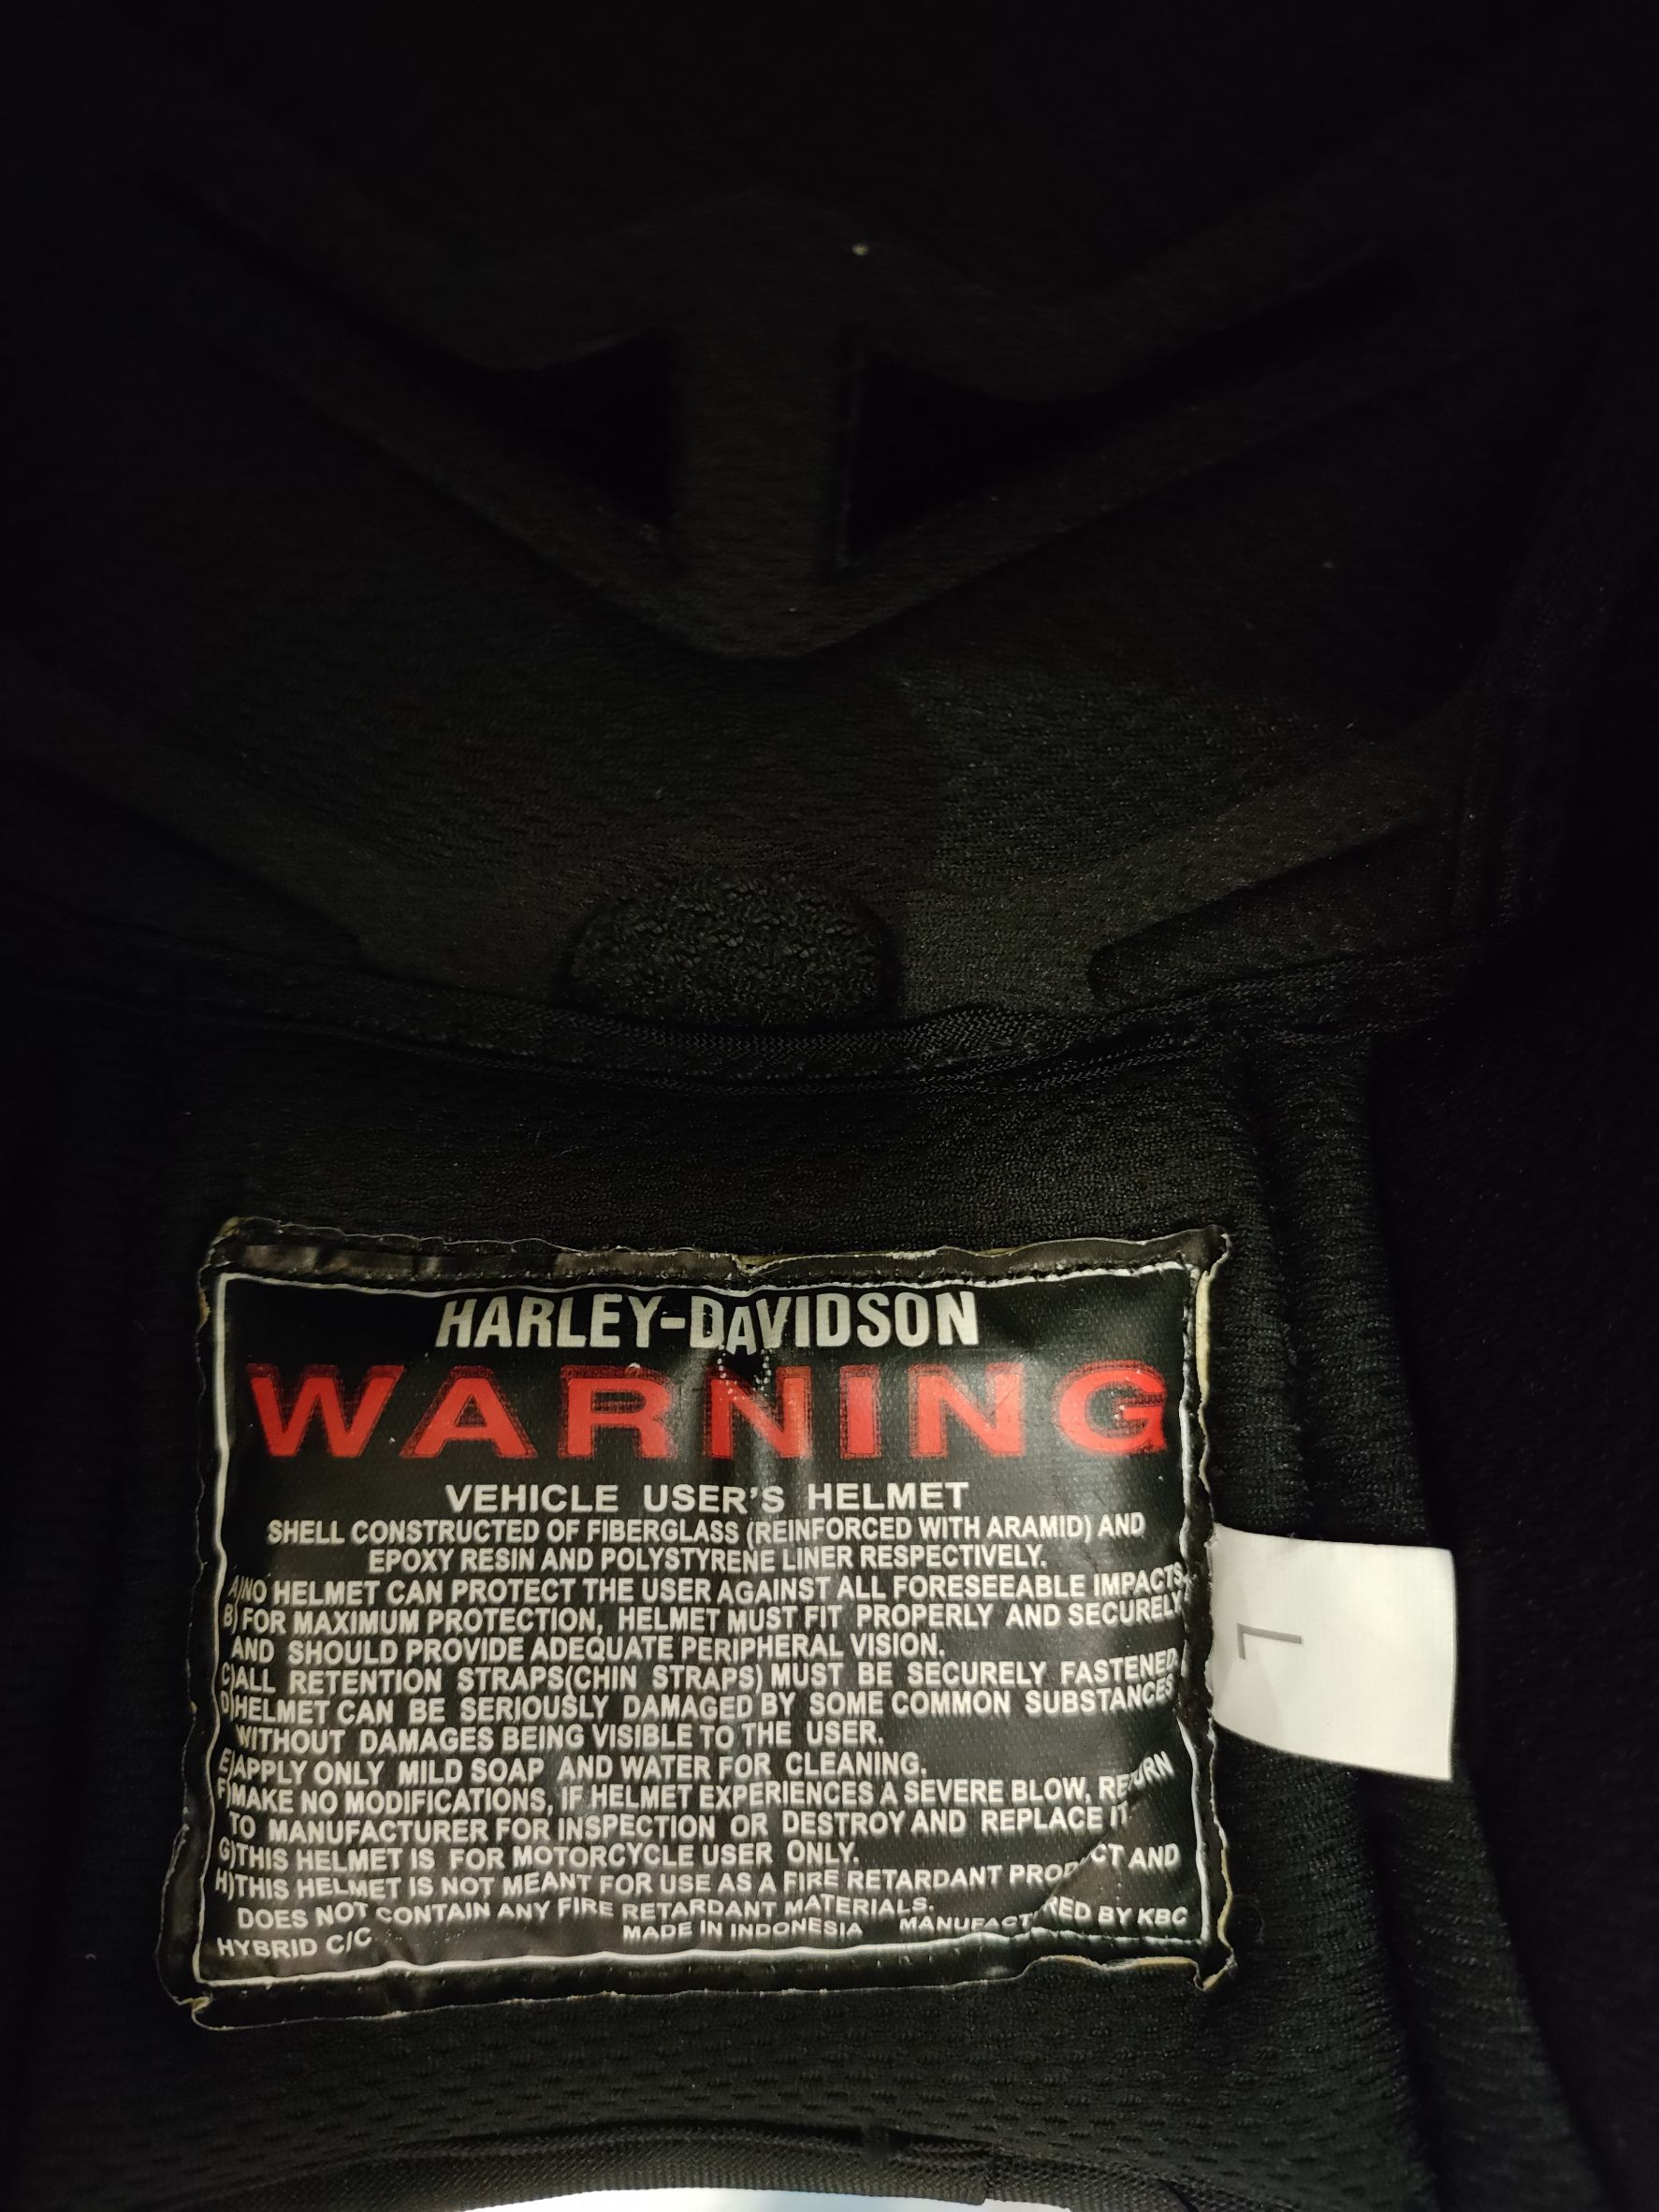 HARLEY-DAVIDSON
WARNING
VEHICLE USER'S HELMET
SHELL CONSTRUCTED OF FIBERGLASS (REINFORCED WITH ARAMID) AND
EPOXY RESIN AND POLYSTYRENE LINER RESPECTIVELY.
A)NO HELMET CAN PROTECT THE USER AGAINST ALL FORESEEABLE IMPACTS.
B)FOR MAXIMUM PROTECTION, HELMET MUST FIT PROPERLY AND SECURELY
AND SHOULD PROVIDE ADEQUATE PERIPHERAL VISION.
C)ALL RETENTION STRAPS(CHIN STRAPS) MUST BE SECURELY FASTENED.
D)HELMET CAN BE SERIOUSLY DAMAGED BY SOME COMMON SUBSTANCES
WITHOUT DAMAGES BEING VISIBLE TO THE USER.
E)APPLY ONLY MILD SOAP AND WATER FOR CLEANING.
F)MAKE NO MODIFICATIONS, IF HELMET EXPERIENCES A SEVERE BLOW, RETURN
TO MANUFACTURER FOR INSPECTION OR DESTROY AND REPLACE IT.
G)THIS HELMET IS FOR MOTORCYCLE USER ONLY.
H)THIS HELMET IS NOT MEANT FOR USE AS A FIRE RETARDANT PRODUCT AND
DOES NOT CONTAIN ANY FIRE RETARDANT MATERIALS.
HYBRID C/C MADE IN INDONESIA MANUFACTURED BY KBC
L